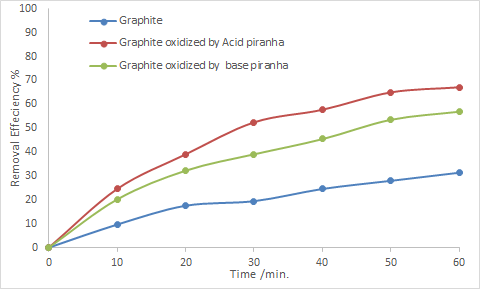 Graphite
Graphite oxidized by Acid piranha
Graphite oxidized by base piranha
Removal Effeciency %
100
90
80
70
60
50
40
30
20
10
0
0 10 20 30 40 50 60
Time /min.